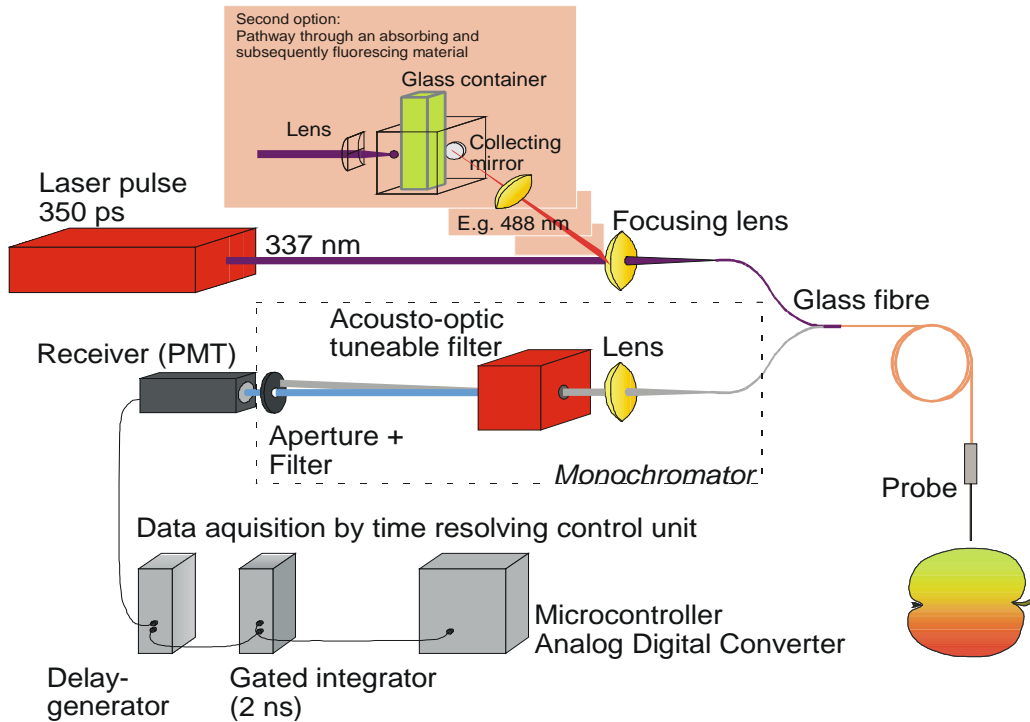 Second option:
Pathway through an absorbing and
subsequently fluorescing material
Glass container
Lens
Collecting
mirror
E.g. 488 nm
Laser pulse
350 ps
337 nm
Focusing lens
Glass fibre
Acousto-optic
tuneable filter
Lens
Receiver (PMT)
Aperture +
Filter
Monochromator
Probe
Data aquisition by time resolving control unit
Microcontroller
Analog Digital Converter
Delay-
generator
Gated integrator
(2 ns)